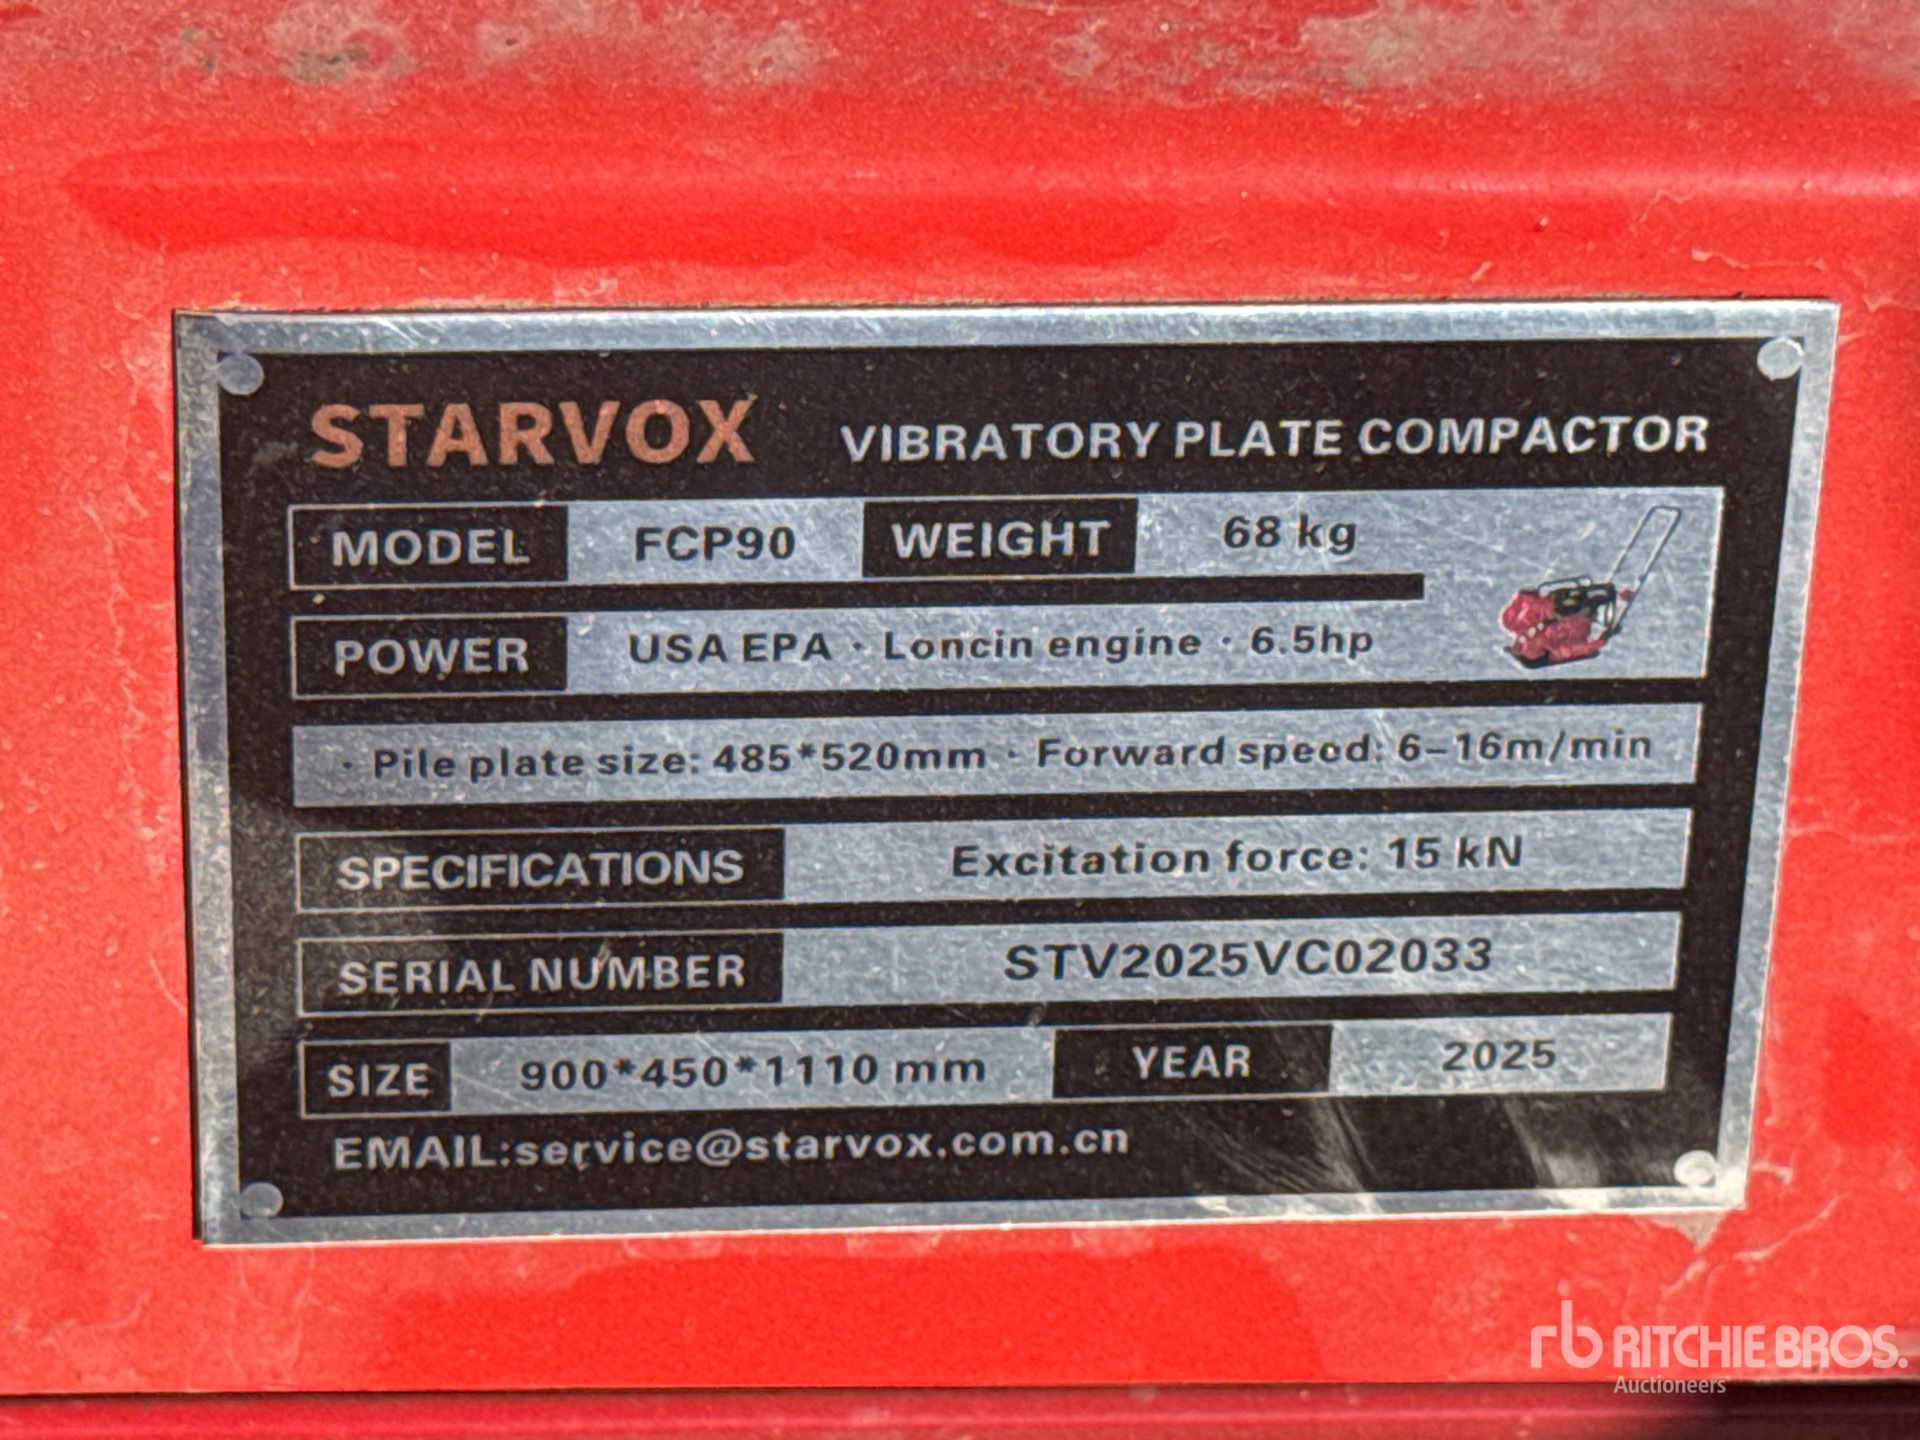 STARVOX VIBRATORY PLATE COMPACTOR
MODEL FCP90 WEIGHT 68 kg
POWER USA EPA · Loncin engine · 6.5hp
· Pile plate size: 485*520mm · Forward speed: 6-16m/min
SPECIFICATIONS Excitation force: 15 kN
SERIAL NUMBER STV2025VC02033
SIZE 900*450*1110 mm YEAR 2025
EMAIL:service@starvox.com.cn
rb RITCHIE BROS.
Auctioneers